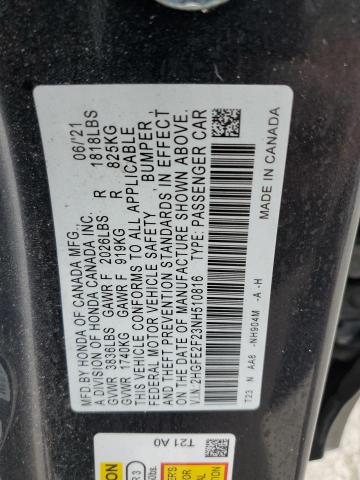 MFD.BY HONDA OF CANADA MFG., 06/'21
A DIVISION OF HONDA CANADA INC.
GVWR 3836LBS GAWR F 2026LBS R 1818LBS
GVWR 1740KG GAWR F 919KG R 825KG
THIS VEHICLE CONFORMS TO ALL APPLICABLE
FEDERAL MOTOR VEHICLE SAFETY , BUMPER ,
AND THEFT PREVENTION STANDARDS IN EFFECT
ON THE DATE OF MANUFACTURE SHOWN ABOVE.
V.I.N.:2HGFE2F23NH510816 TYPE: PASSENGER CAR
T23 N AA8 -NH904M -A -H
MADE IN CANADA
T21 A0